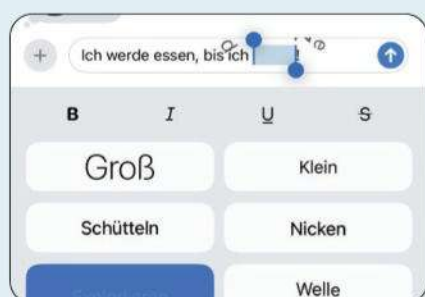 + Ich werde essen, bis ich !
B I U S
Groß Klein
Schütteln Nicken
Welle